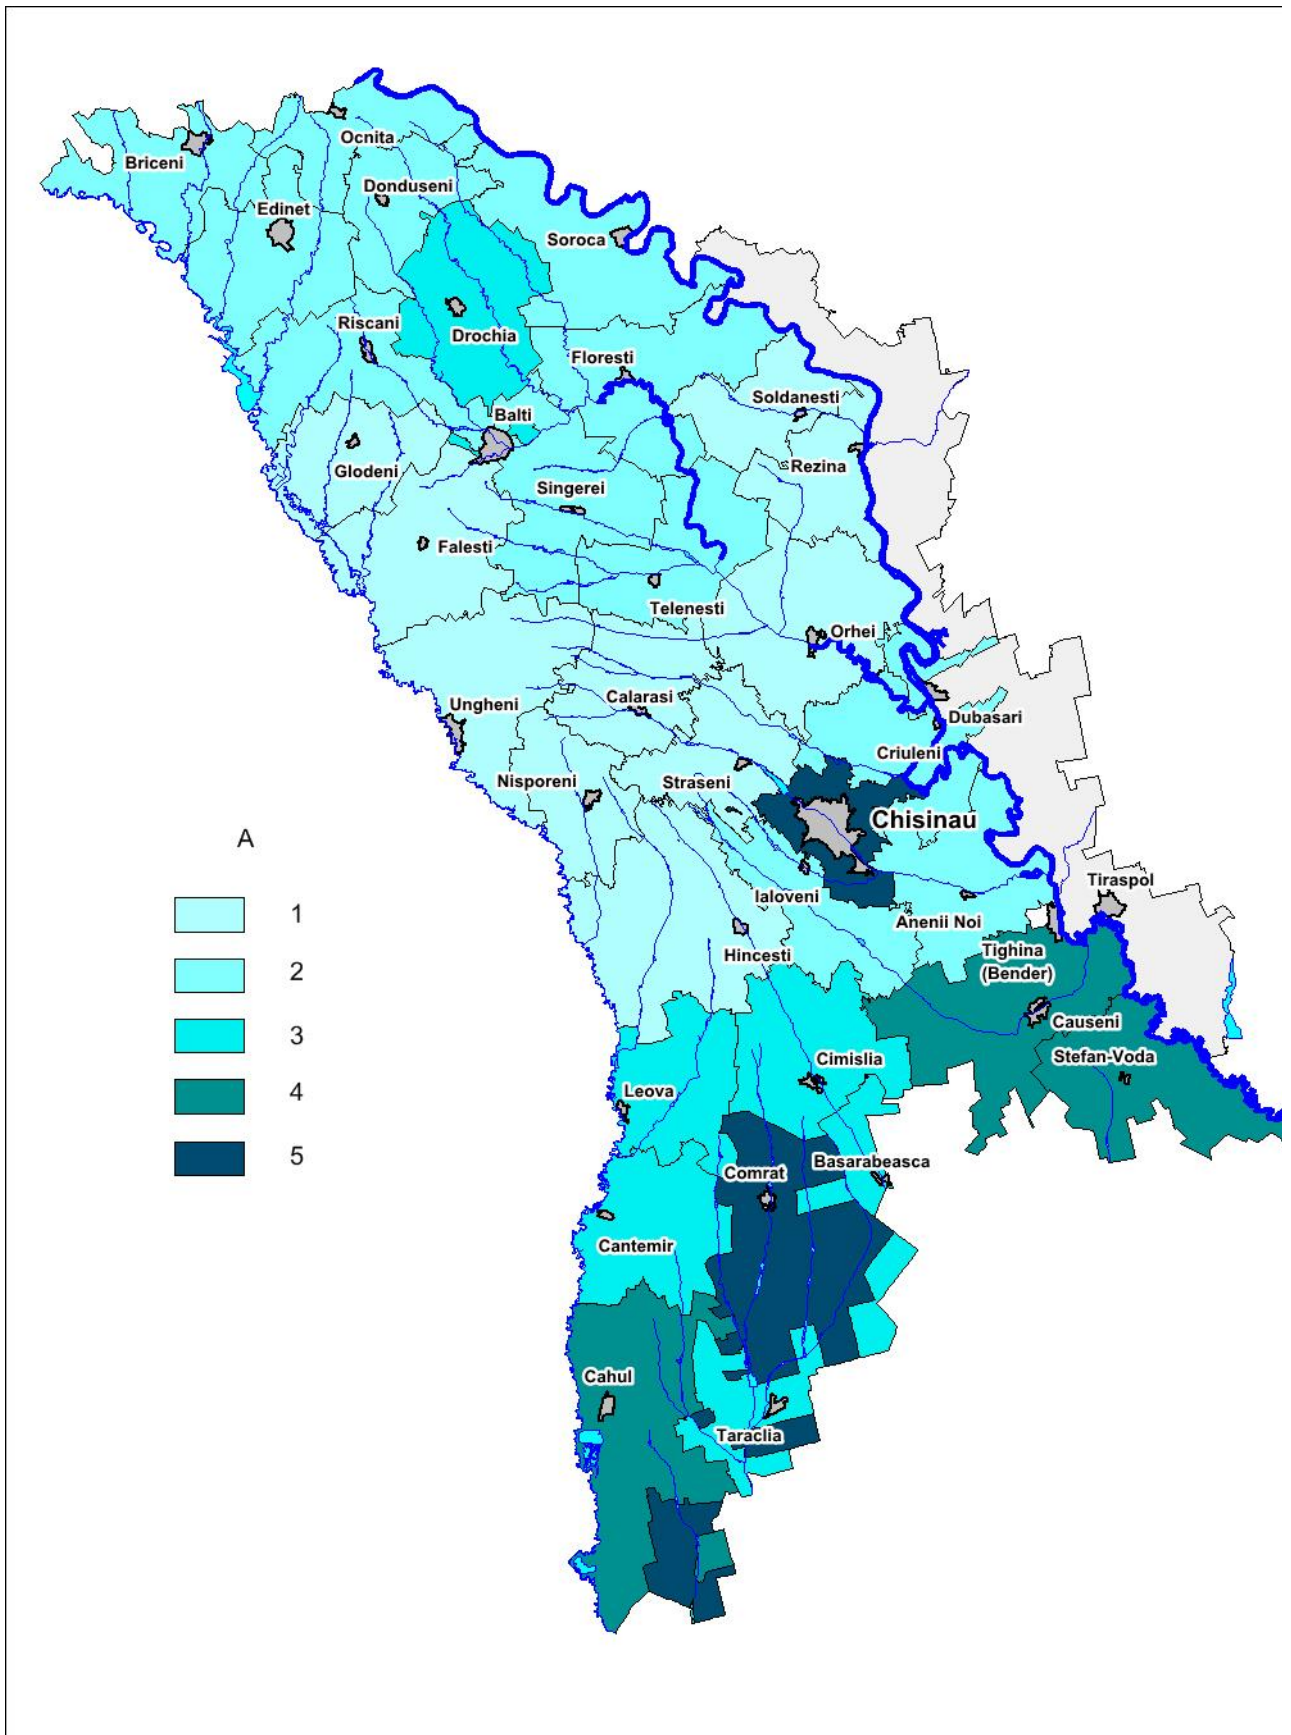 Ocnita
Briceni
Donduseni
Edinet
Soroca
Riscani
Drochia
Floresti
Soldanesti
Balti
Rezina
Glodeni
Singerei
Falesti
Telenesti
Orhei
Calarasi
Ungheni
Dubasari
Criuleni
Nisporeni
Straseni
Chisinau
A
Ialoveni
Tiraspol
1
Anenii Noi
Hincesti
Tighina
(Bender)
2
Causeni
3
Cimislia
Stefan-Voda
Leova
4
5
Basarabeasca
Comrat
Cantemir
Cahul
Taraclia